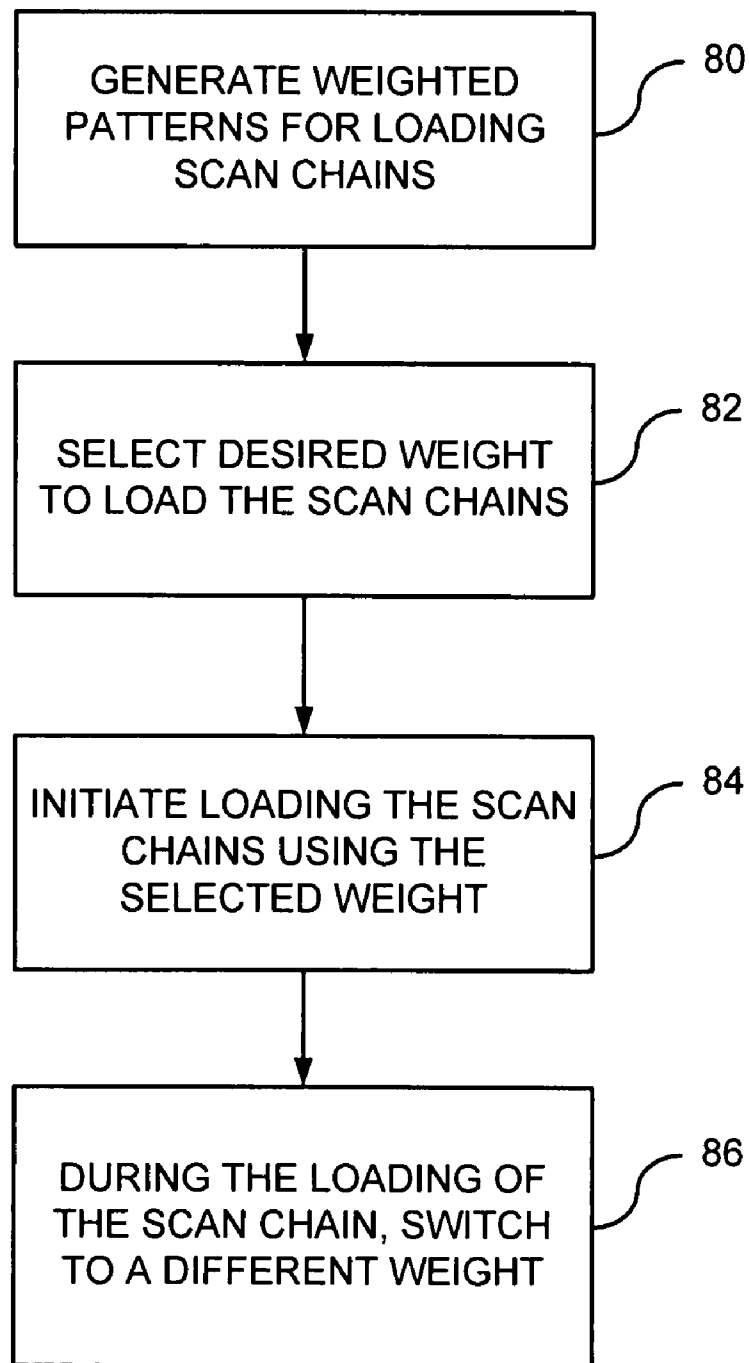 GENERATE WEIGHTED
PATTERNS FOR LOADING
SCAN CHAINS
80
SELECT DESIRED WEIGHT
TO LOAD THE SCAN CHAINS
82
INITIATE LOADING THE SCAN
CHAINS USING THE
SELECTED WEIGHT
84
DURING THE LOADING OF
THE SCAN CHAIN, SWITCH
TO A DIFFERENT WEIGHT
86